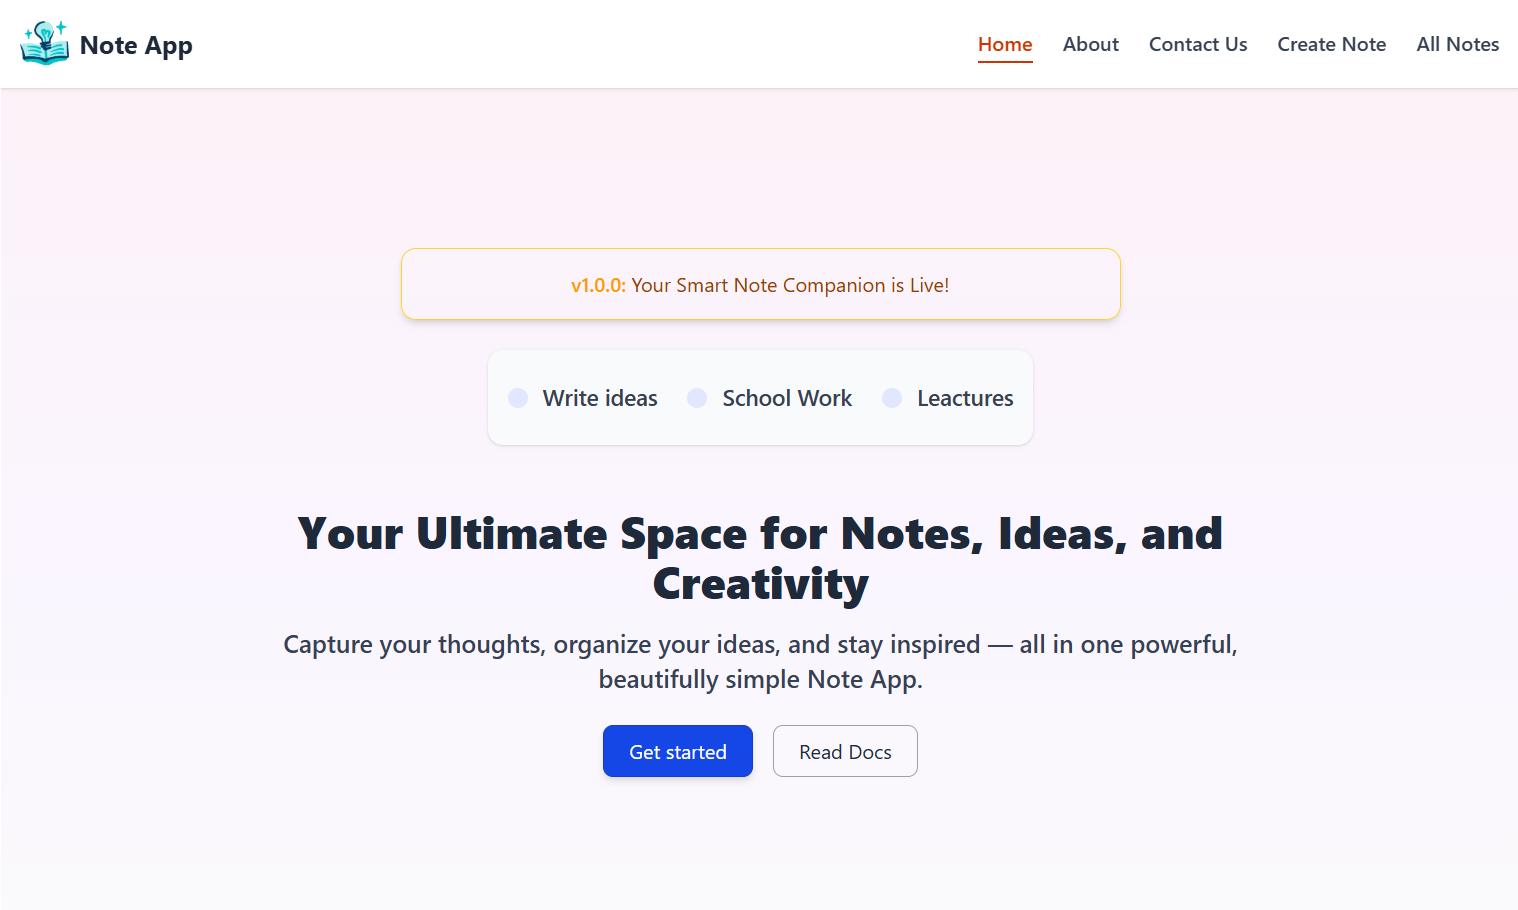 Note App
Home
About
Contact Us
Create Note
All Notes
v1.0.0: Your Smart Note Companion is Live!
Write ideas
School Work
Leactures
Your Ultimate Space for Notes, Ideas, and
Creativity
Capture your thoughts, organize your ideas, and stay inspired — all in one powerful,
beautifully simple Note App.
Get started
Read Docs